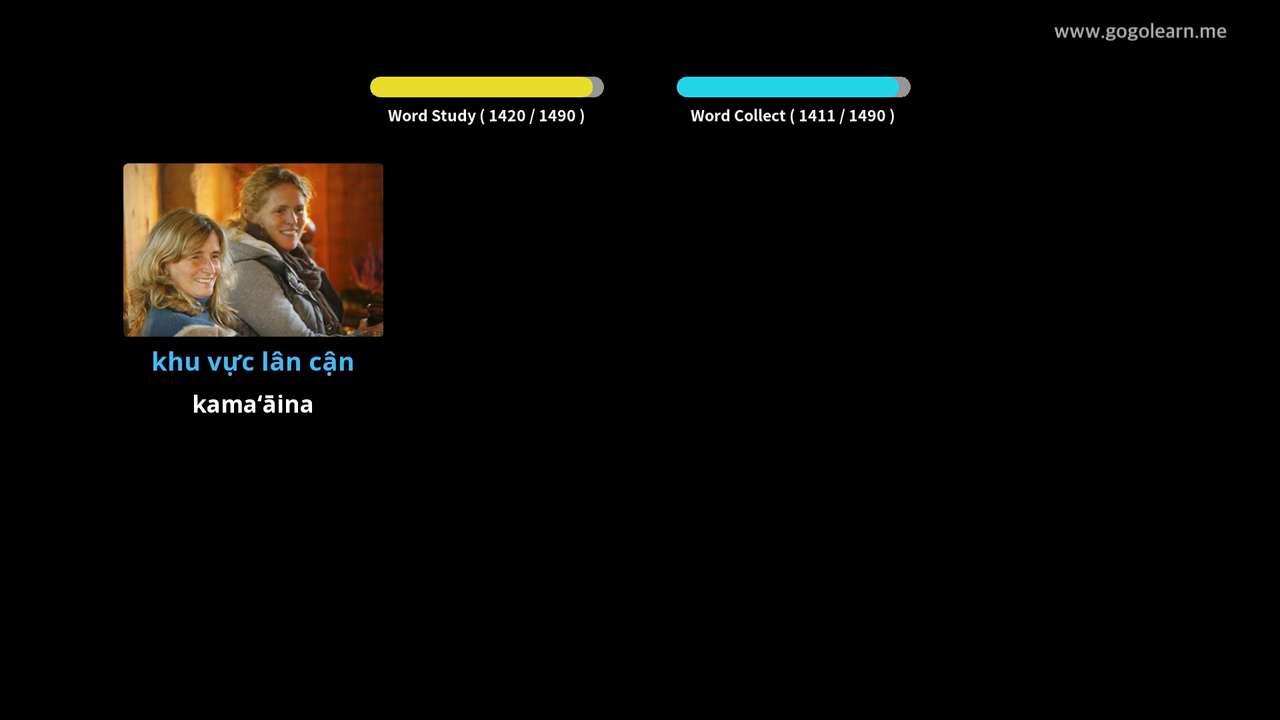 www.gogolearn.me
Word Study ( 1420 / 1490 )
Word Collect ( 1411 / 1490 )
khu vực lân cận
kamaʻāina